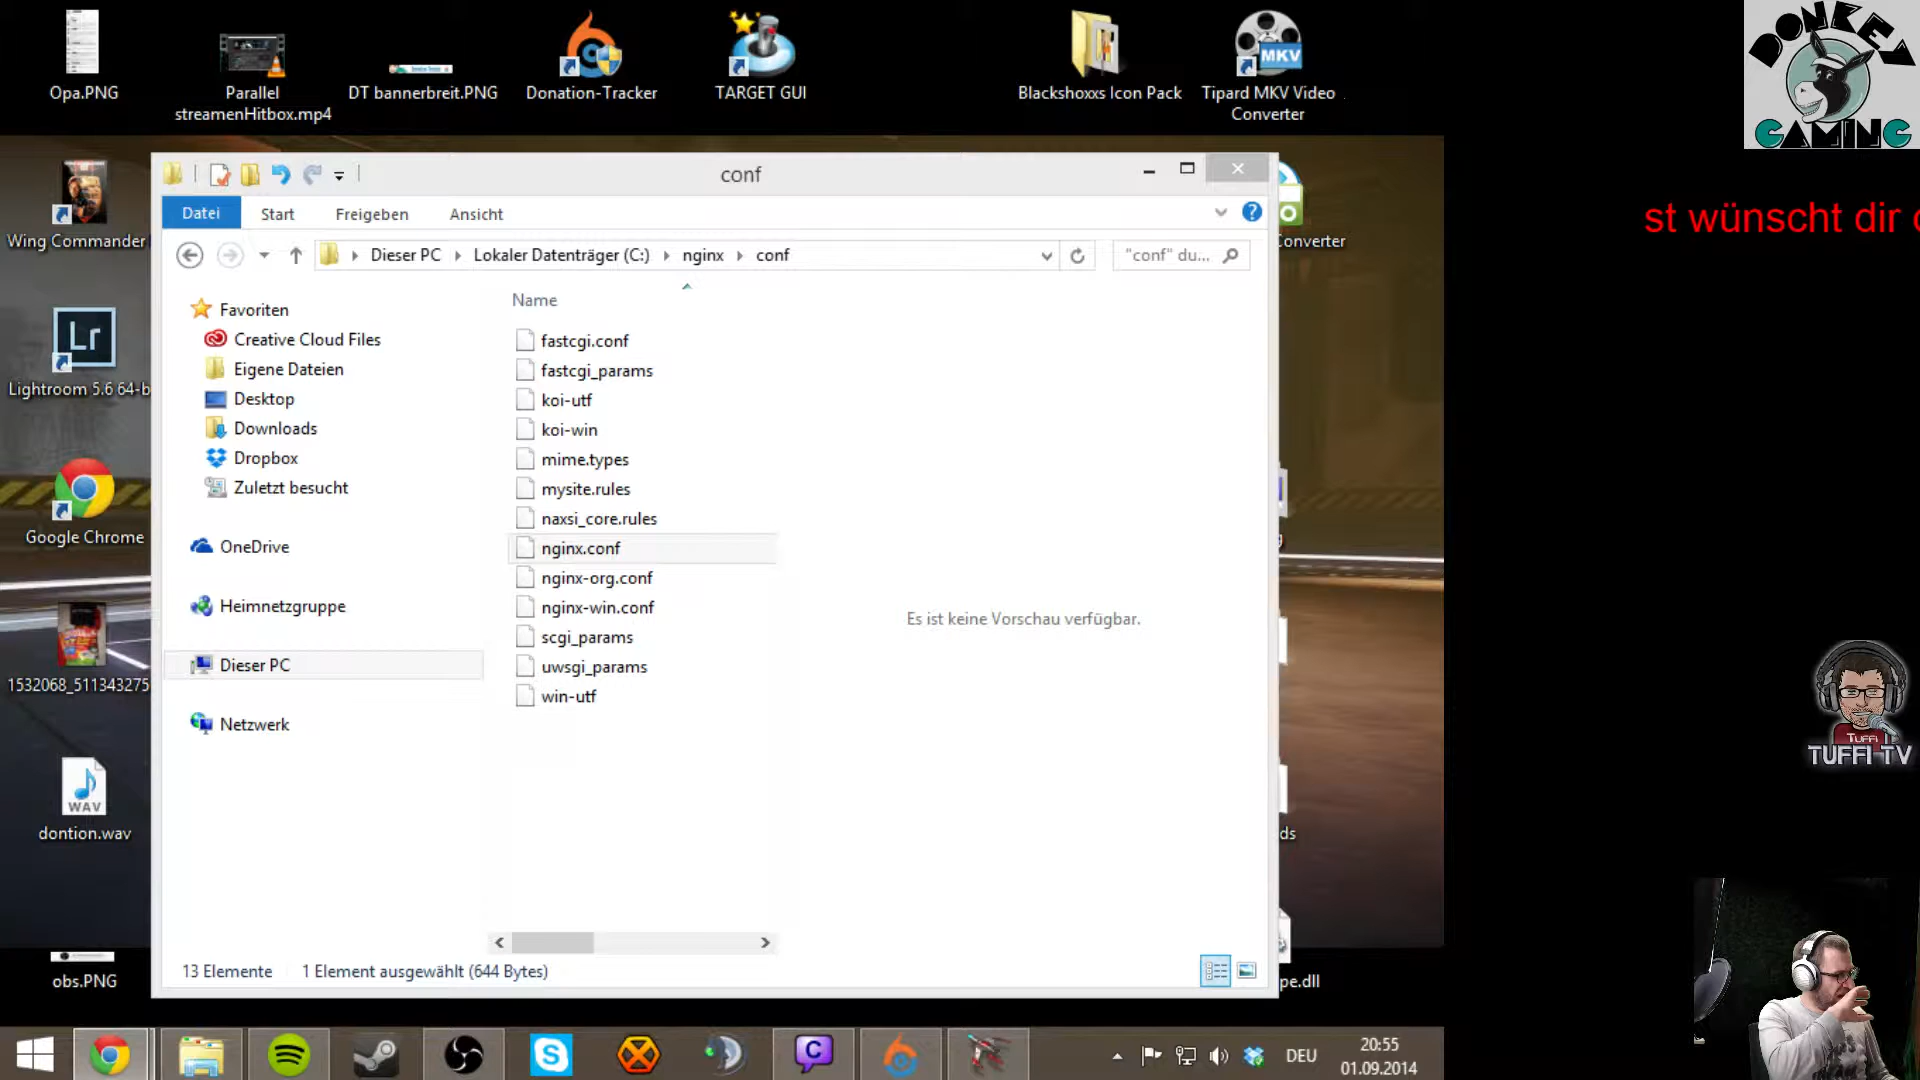 Opa.PNG
Parallel
streamenHitbox.mp4
DT bannerbreit.PNG
Donation-Tracker
TARGET GUI
Blackshoxxs Icon Pack
MKV
Tipard MKV Video
Converter
DONKEY
GAMING
Wing Commander
conf
Datei
Start
Freigeben
Ansicht
st wünscht dir
Converter
Dieser PC
Lokaler Datenträger (C:)
nginx
conf
"conf" du...
Name
Favoriten
Creative Cloud Files
Eigene Dateien
Desktop
Downloads
Dropbox
Zuletzt besucht
OneDrive
Heimnetzgruppe
Dieser PC
Netzwerk
fastcgi.conf
fastcgi_params
koi-utf
koi-win
mime.types
mysite.rules
naxsi_core.rules
nginx.conf
nginx-org.conf
nginx-win.conf
scgi_params
uwsgi_params
win-utf
Es ist keine Vorschau verfügbar.
13 Elemente
1 Element ausgewählt (644 Bytes)
Lr
Lightroom 5.6 64-b
Google Chrome
1532068_511343275
WAV
dontion.wav
obs.PNG
ds
pe.dll
TUFFI
TUFFI-TV
DEU
20:55
01.09.2014